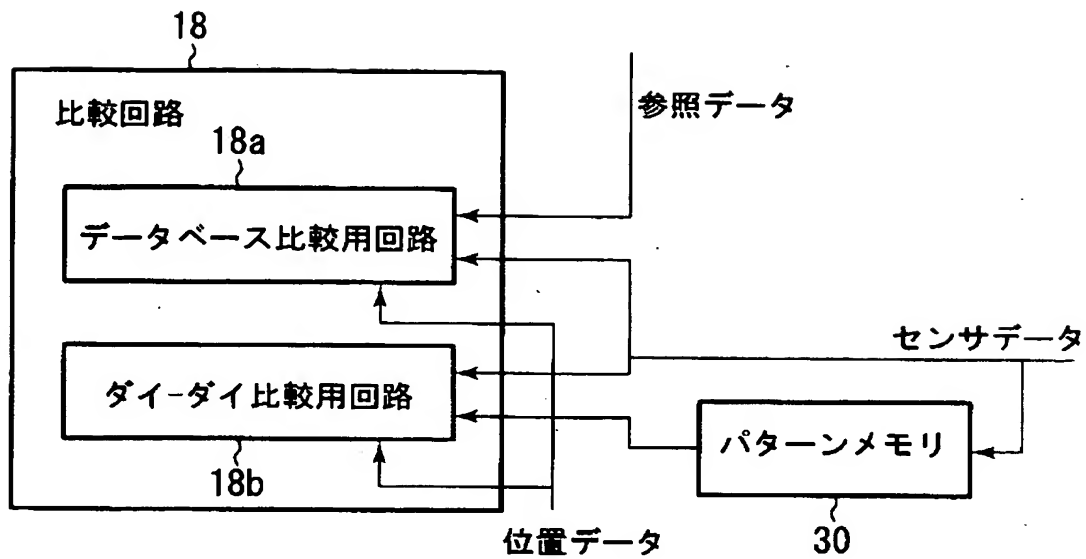 18
比較回路
参照データ
18a
データベース比較用回路
センサデータ
ダイ-ダイ比較用回路
パターンメモリ
18b
位置データ
30